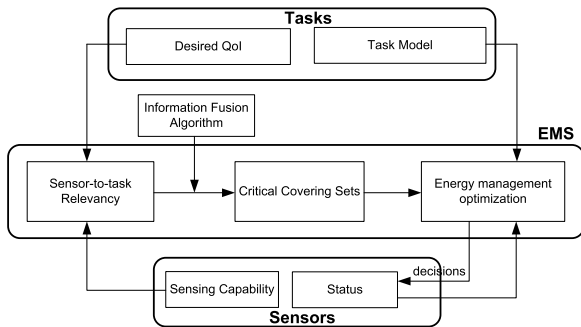 Tasks
Desired QoI
Task Model
Information Fusion
Algorithm
EMS
Sensor-to-task
Relevancy
Critical Covering Sets
Energy management
optimization
decisions
Sensing Capability
Status
Sensors